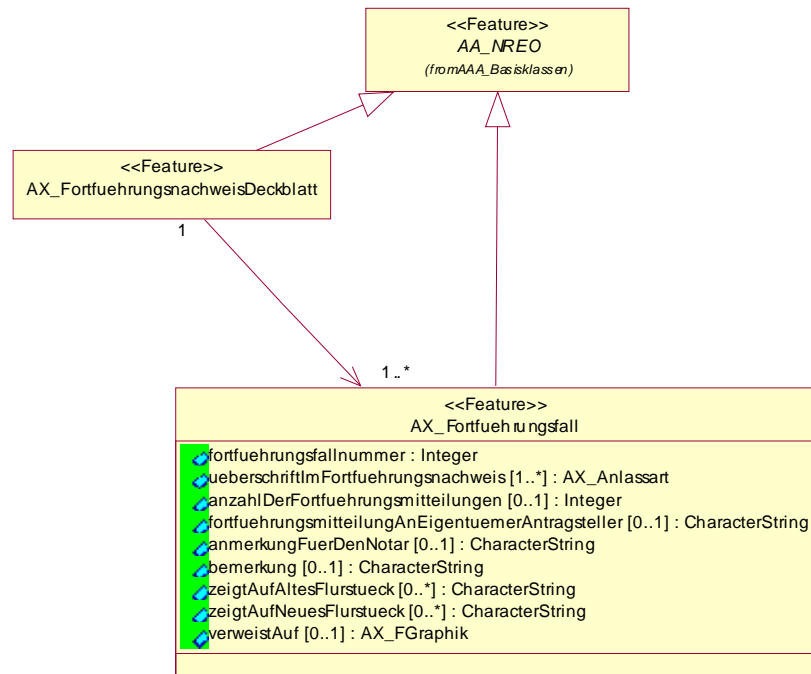 <<Feature>>
AA_NREO
(fromAAA_Basisklassen)
<<Feature>>
AX_FortfuehrungsnachweisDeckblatt
1
1..*
<<Feature>>
AX_Fortfuehrungsfall
fortfuehrungsfallnummer : Integer
ueberschriftImFortfuehrungsnachweis [1..*] : AX_Anlassart
anzahlDerFortfuehrungsmitteilungen [0..1] : Integer
fortfuehrungsmitteilungAnEigentuemerAntragsteller [0..1] : CharacterString
anmerkungFuerDenNotar [0..1] : CharacterString
bemerkung [0..1] : CharacterString
zeigtAufAltesFlurstueck [0..*] : CharacterString
zeigtAufNeuesFlurstueck [0..*] : CharacterString
verweistAuf [0..1] : AX_FGraphik